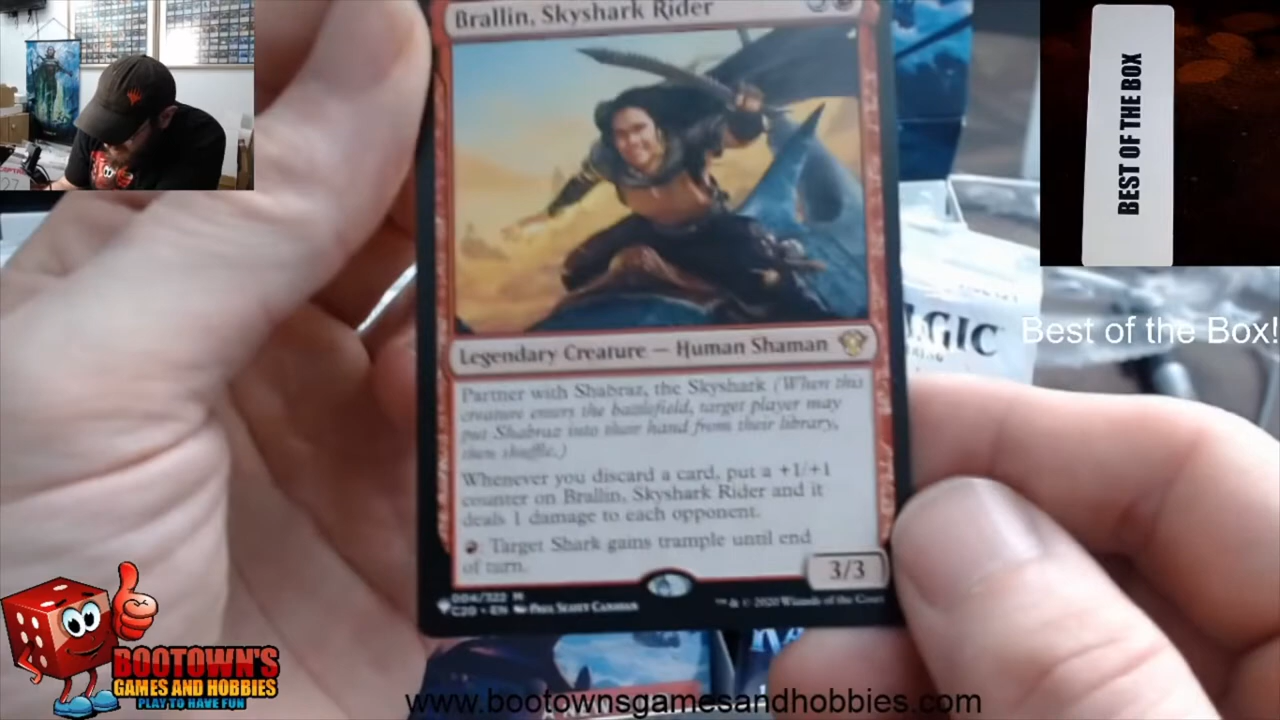 Brallin, Skyshark Rider
BEST OF THE BOX
AGIC
Best of the Box!
Legendary Creature — Human Shaman
Partner with Shabraz, the Skyshark (When this
creature enters the battlefield, target player may
put Shabraz into their hand from their library,
then shuffle.)
Whenever you discard a card, put a +1/+1
counter on Brallin, Skyshark Rider and it
deals 1 damage to each opponent.
: Target Shark gains trample until end
of turn.
3/3
004/322 M
C20 • EN Paul Scott Canavan
™ & © 2020 Wizards of the Coast
BOOTOWN'S
GAMES AND HOBBIES
PLAY TO HAVE FUN
www.bootownsgamesandhobbies.com